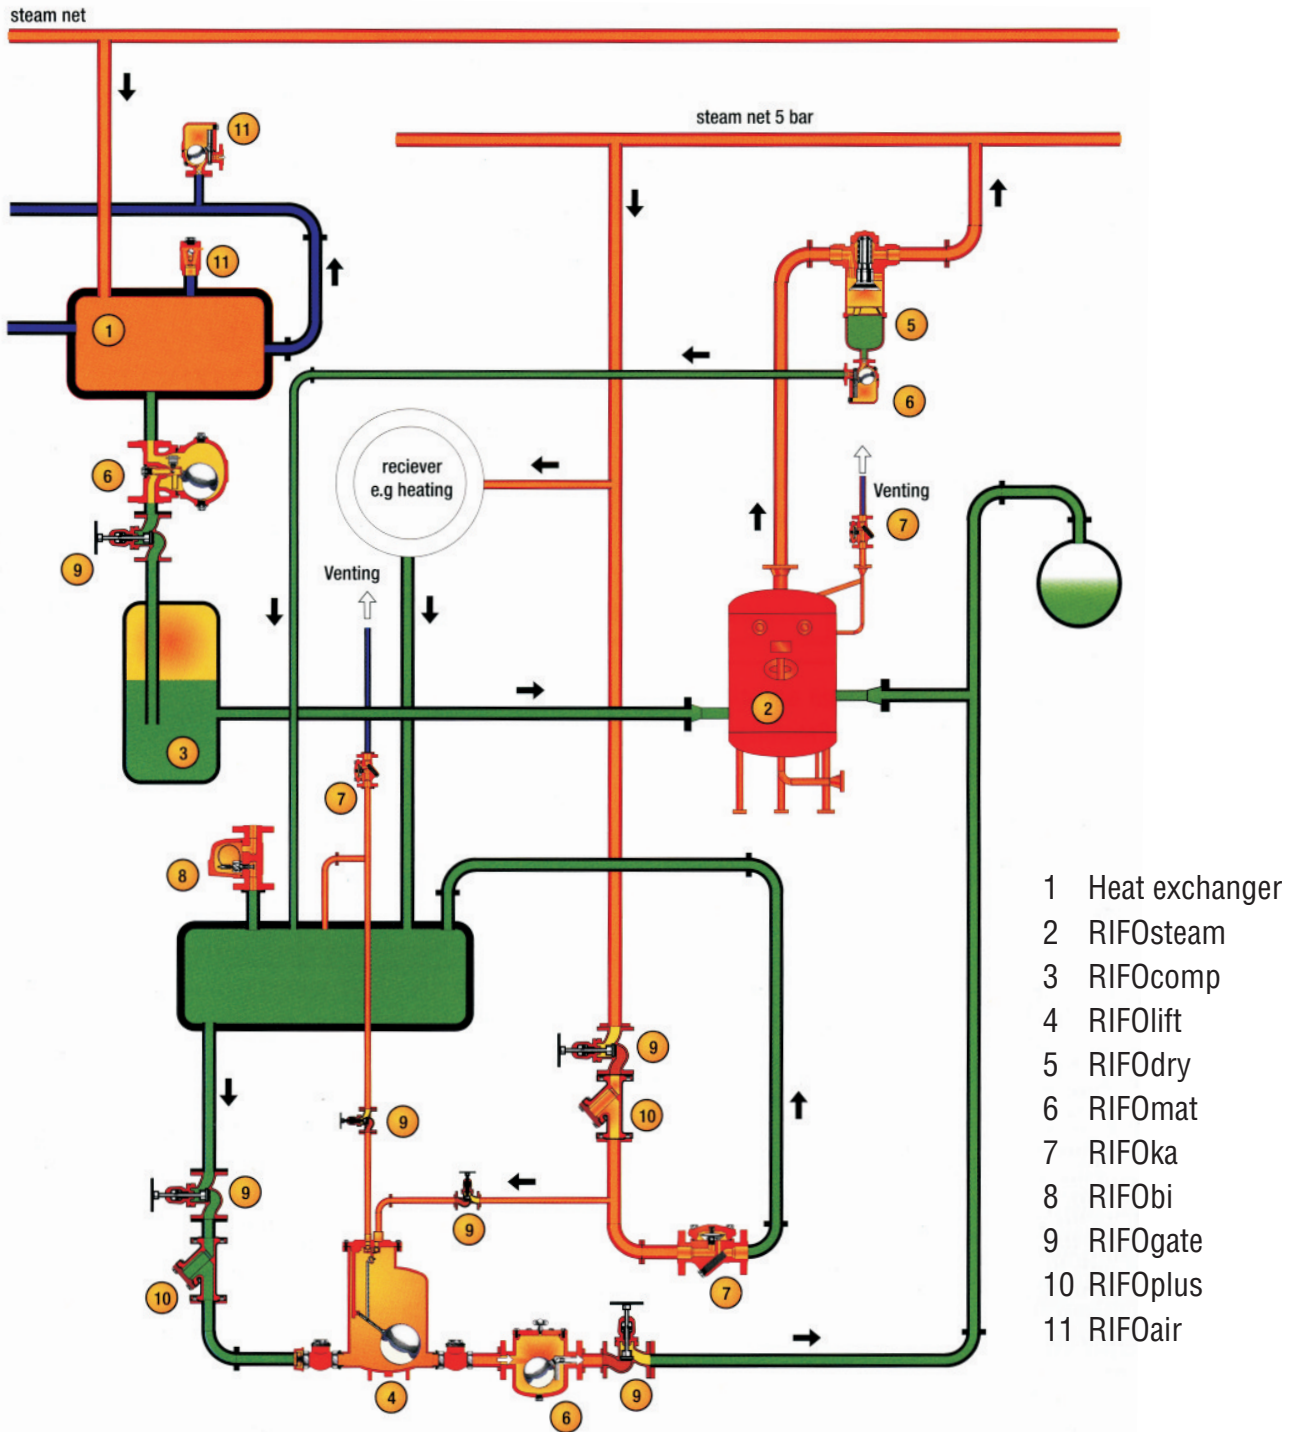 steam net
11
steam net 5 bar
11
1
5
6
reciever
e.g heating
6
Venting
7
9
Venting
2
3
7
8
9
10
9
9
9
10
7
4
6
9
1 Heat exchanger
2 RIFOsteam
3 RIFOcomp
4 RIFOlift
5 RIFOdry
6 RIFOmat
7 RIFOka
8 RIFObi
9 RIFOgate
10 RIFOplus
11 RIFOair